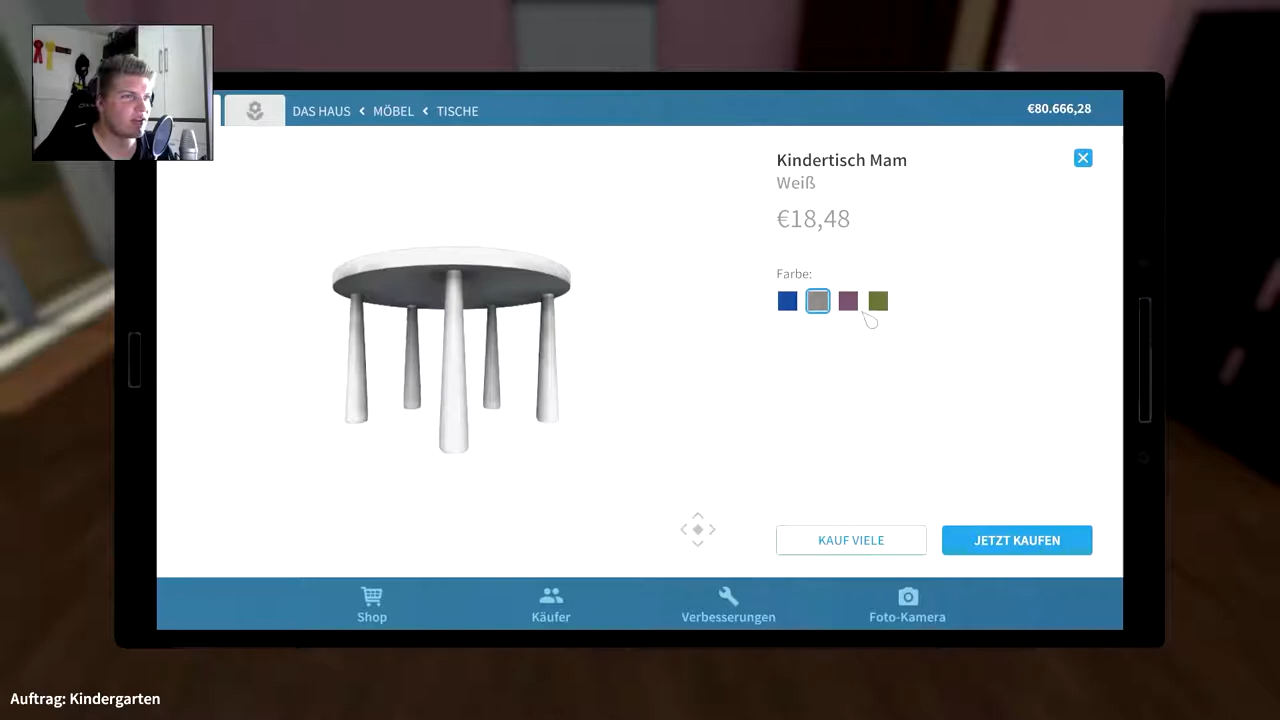 DAS HAUS < MÖBEL < TISCHE
€80.666,28
Kindertisch Mam
Weiß
€18,48
Farbe:
KAUF VIELE
JETZT KAUFEN
Shop
Käufer
Verbesserungen
Foto-Kamera
Auftrag: Kindergarten